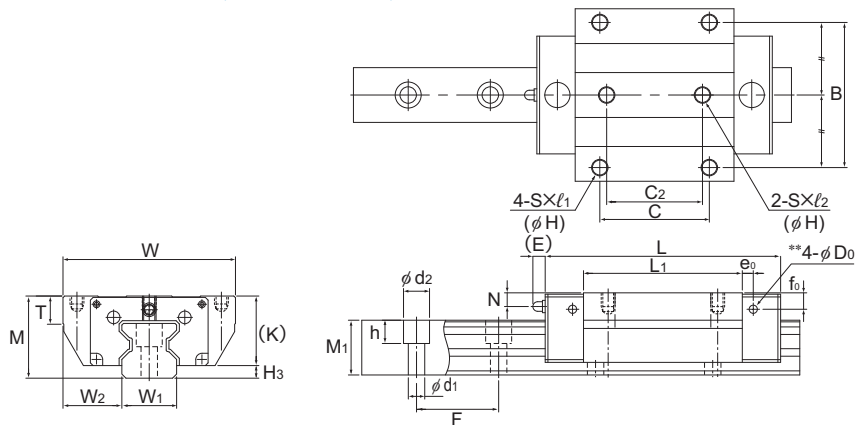 B
4-S×ℓ1
(φH)
C2
C
2-S×ℓ2
(φH)
W
T
M
(K)
H3
W2
W1
(E)
L
L1
e0
**4-φD0
f0
φd2
N
h
M1
φd1
F